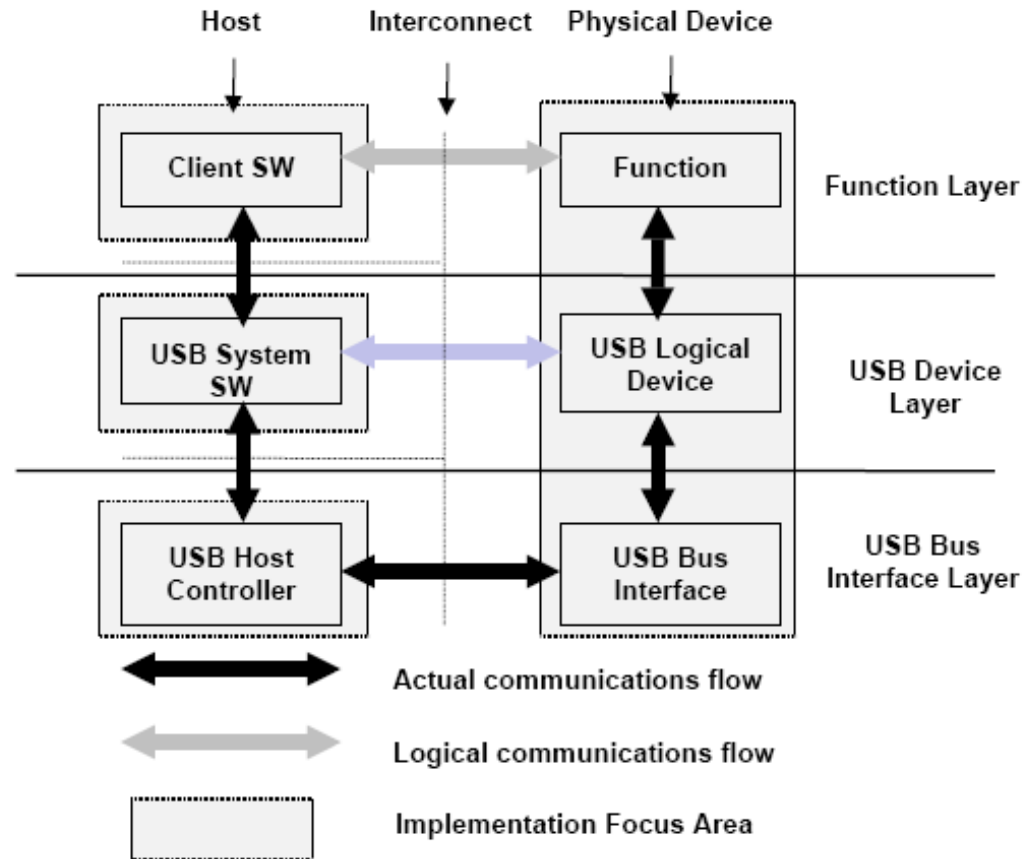 Host
Interconnect
Physical Device
Client SW
Function
Function Layer
USB System
SW
USB Logical
Device
USB Device
Layer
USB Host
Controller
USB Bus
Interface
USB Bus
Interface Layer
Actual communications flow
Logical communications flow
Implementation Focus Area